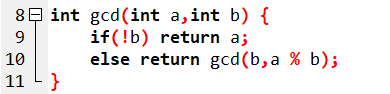 8 int gcd(int a,int b) {
9 if(!b) return a;
10 else return gcd(b,a % b);
11 }